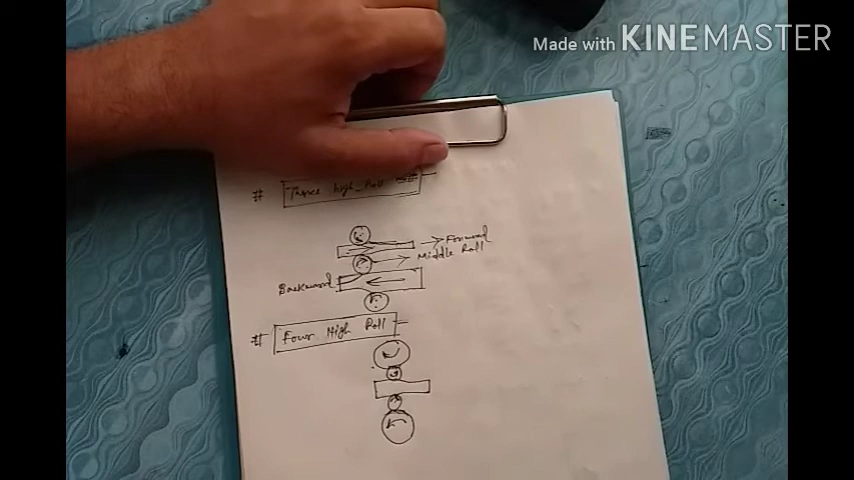 Made with KINEMASTER
# Three high-Roll
→ Forward
→ Middle Roll
Backward
# Four High Roll